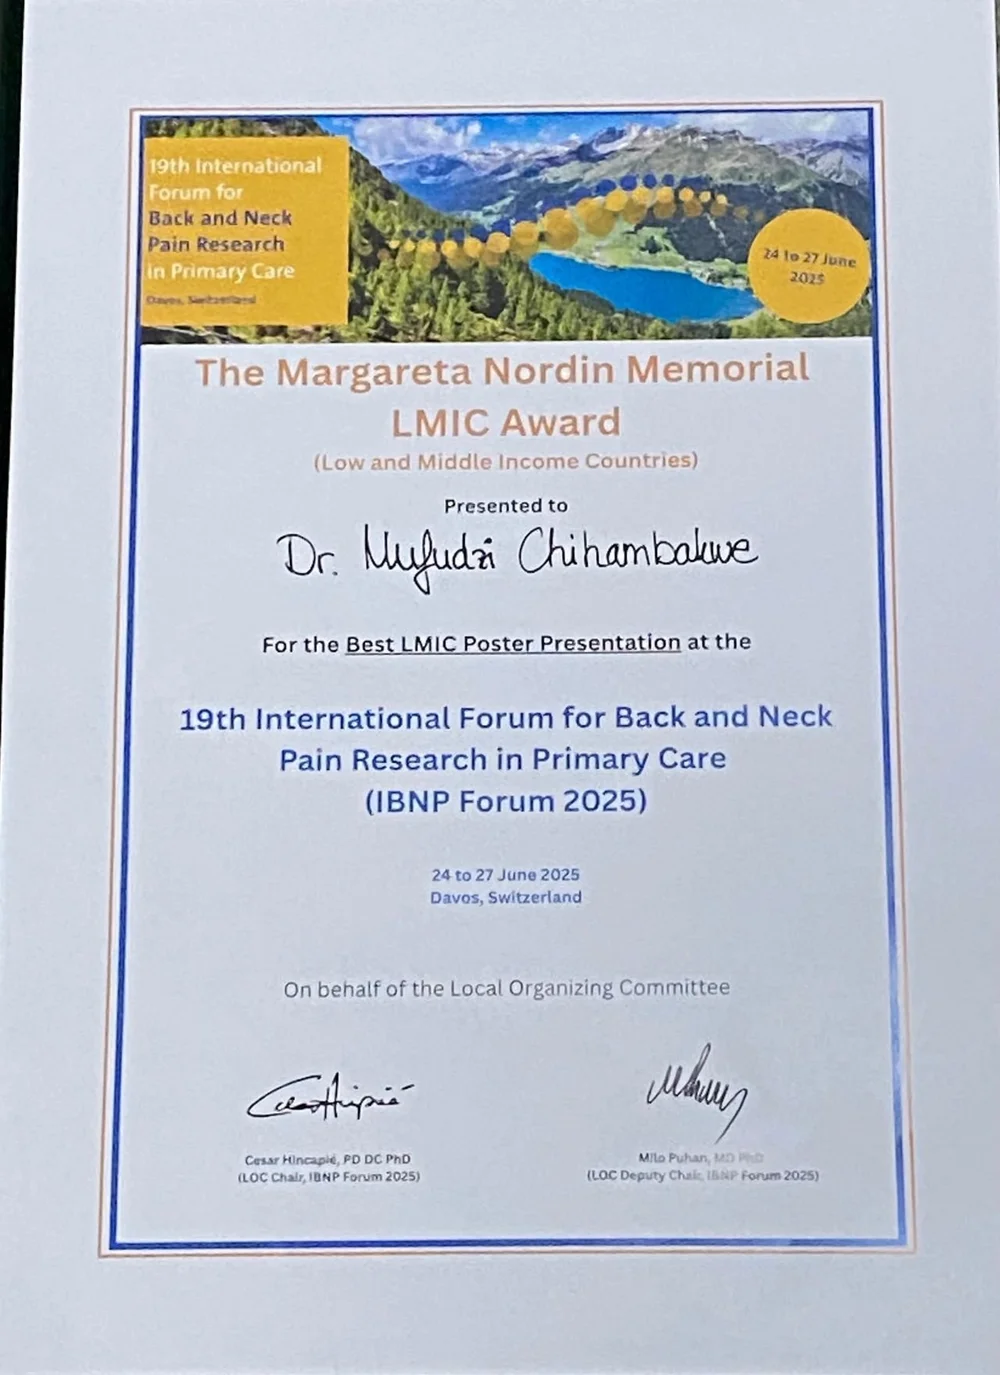 19th International
Forum for
Back and Neck
Pain Research
in Primary Care
Davos, Switzerland
24 to 27 June
2025
The Margareta Nordin Memorial
LMIC Award
(Low and Middle Income Countries)
Presented to
Dr. Mufudzi Chihambakwe
For the Best LMIC Poster Presentation at the
19th International Forum for Back and Neck
Pain Research in Primary Care
(IBNP Forum 2025)
24 to 27 June 2025
Davos, Switzerland
On behalf of the Local Organizing Committee
Cesar Hincapié, PD DC PhD
(LOC Chair, IBNP Forum 2025)
Milo Puhan, MD PhD
(LOC Deputy Chair, IBNP Forum 2025)